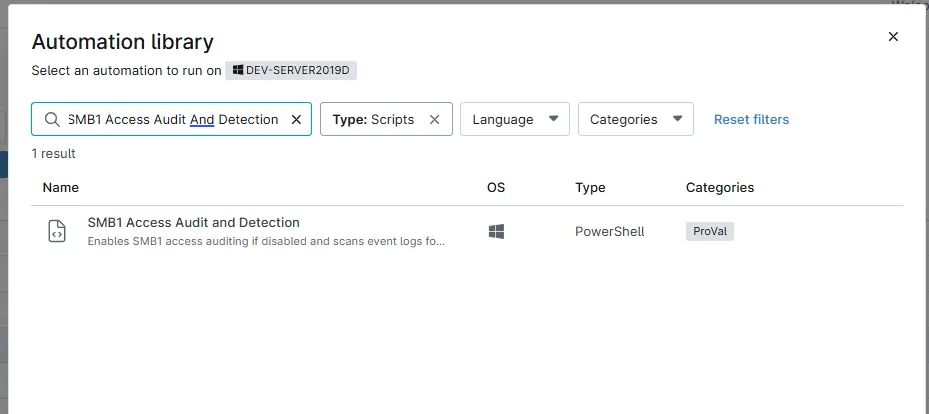 Automation library
Select an automation to run on DEV-SERVER2019D
SMB1 Access Audit And Detection
Type: Scripts
Language
Categories
Reset filters
1 result
Name OS Type Categories
SMB1 Access Audit and Detection
Enables SMB1 access auditing if disabled and scans event logs fo...
PowerShell
ProVal